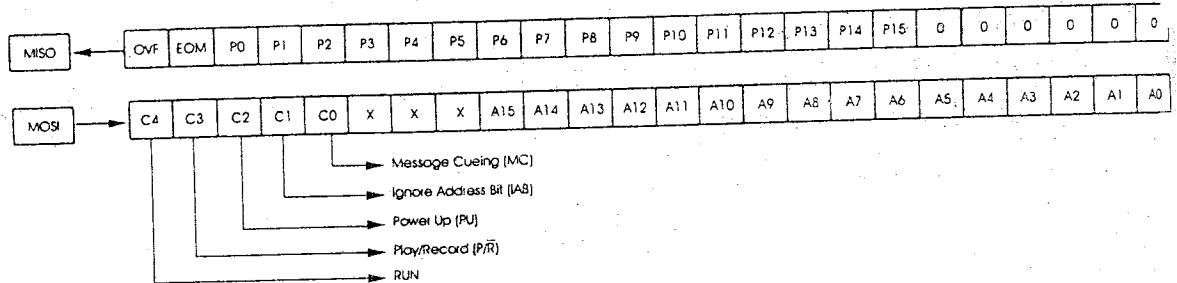 MISO OVF EOM P0 P1 P2 P3 P4 P5 P6 P7 P8 P9 P10 P11 P12 P13 P14 P15 0 0 0 0 0 0
MOSI C4 C3 C2 C1 C0 X X X A15 A14 A13 A12 A11 A10 A9 A8 A7 A6 A5 A4 A3 A2 A1 A0
Message Cueing (MC)
Ignore Address Bit (IAB)
Power Up (PU)
Play/Record (P/R̅)
RUN